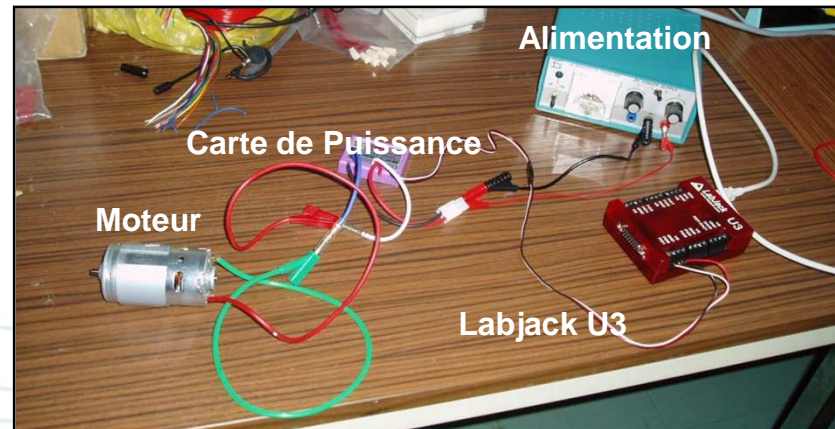 Alimentation
Carte de Puissance
Moteur
LabJack
U3
Labjack U3